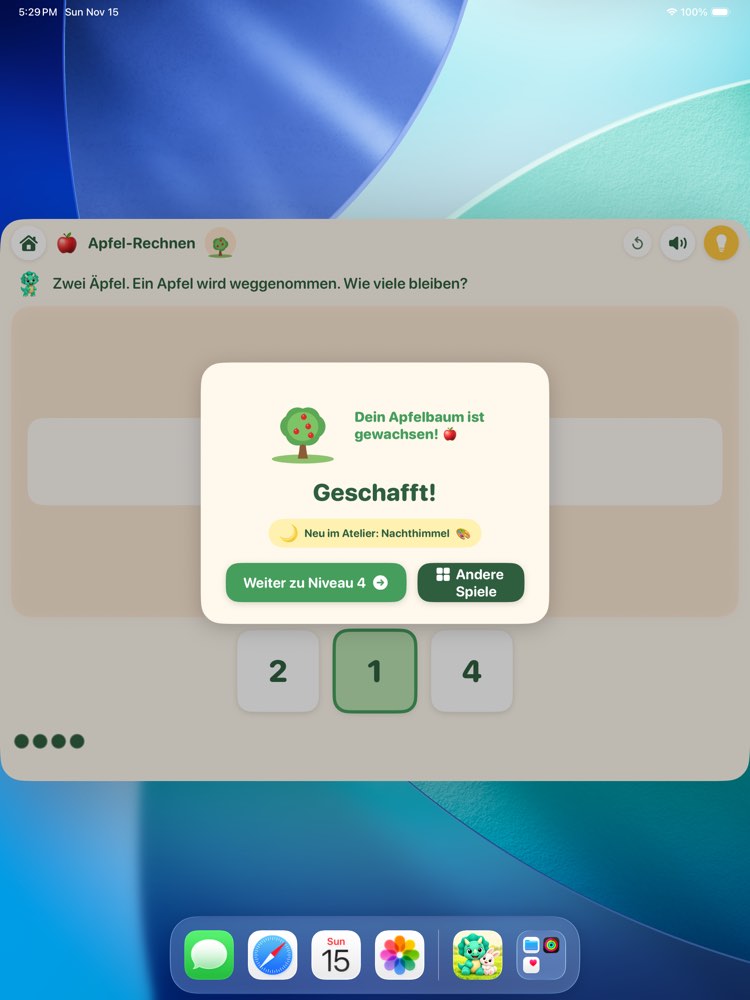 5:29 PM Sun Nov 15
100%
Apfel-Rechnen
Zwei Äpfel. Ein Apfel wird weggenommen. Wie viele bleiben?
Dein Apfelbaum ist
gewachsen!
Geschafft!
Neu im Atelier: Nachthimmel
Weiter zu Niveau 4
Andere
Spiele
2
1
4
Sun
15